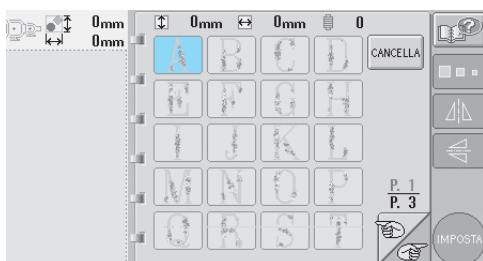 0mm
0mm
0mm 0mm 0
A B C D
CANCELLA
E F G H
I J K L
M N O P
P. 1
P. 3
Q R S T
IMPOSTA